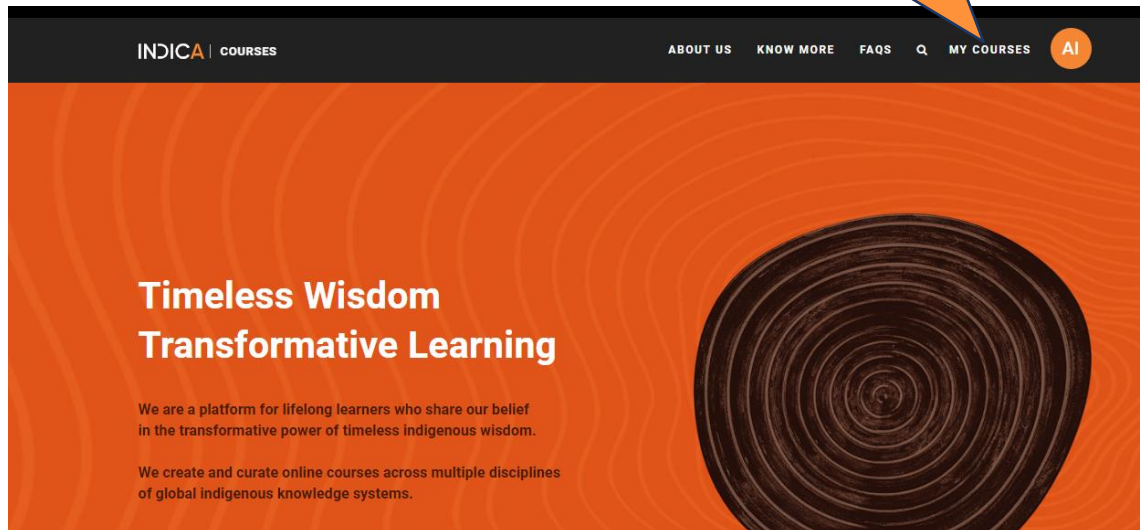 INDICA | COURSES
ABOUT US KNOW MORE FAQS MY COURSES AI
Timeless Wisdom
Transformative Learning
We are a platform for lifelong learners who share our belief
in the transformative power of timeless indigenous wisdom.
We create and curate online courses across multiple disciplines
of global indigenous knowledge systems.